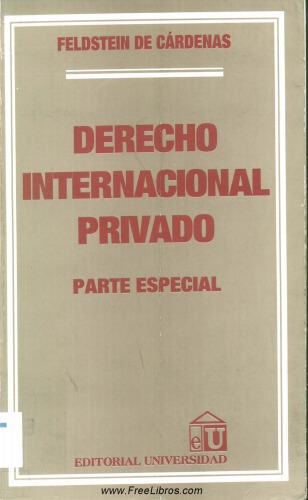 FELDSTEIN DE CÁRDENAS
DERECHO
INTERNACIONAL
PRIVADO
PARTE ESPECIAL
eU
EDITORIAL UNIVERSIDAD
www.FreeLibros.com